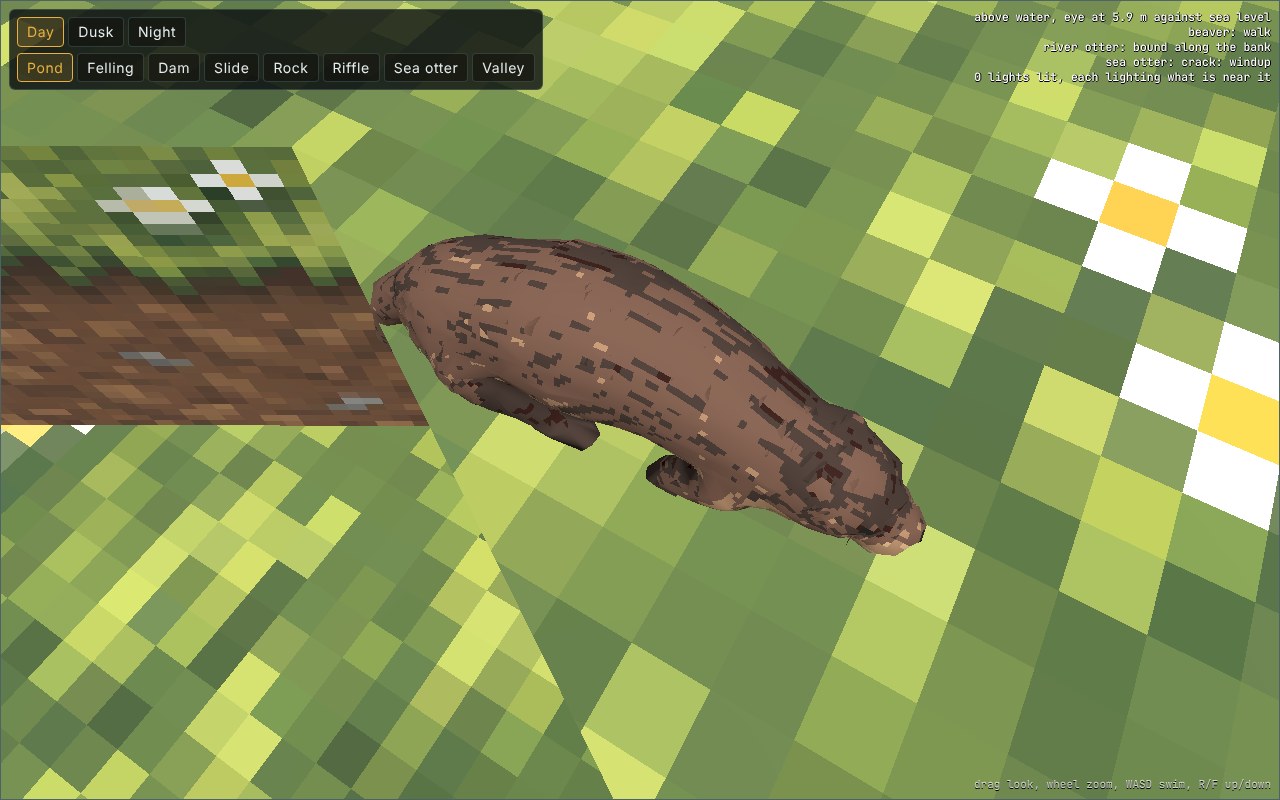 Day Dusk Night
Pond Felling Dam Slide Rock Riffle Sea otter Valley
above water, eye at 5.9 m against sea level
beaver: walk
river otter: bound along the bank
sea otter: crack: windup
0 lights lit, each lighting what is near it
drag look, wheel zoom, WASD swim, R/F up/down